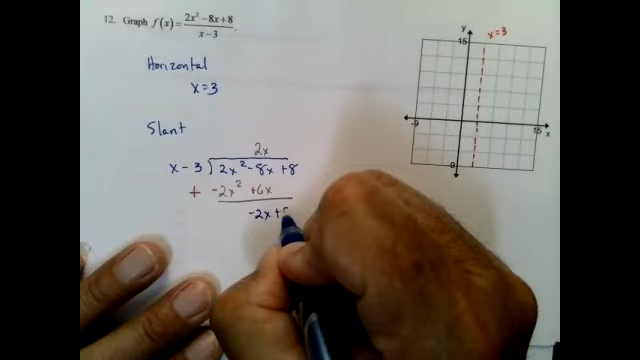 12. Graph f(x) = (2x² − 8x + 8)/(x − 3).
Horizontal
x = 3
Slant
2x
x − 3 ) 2x² − 8x + 8
+ −2x² + 6x
−2x +
y
x=3
15
-9
15
x
-9